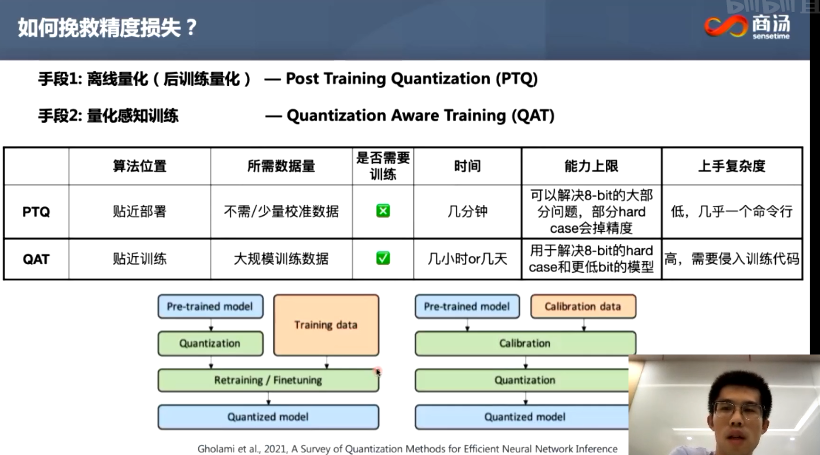 如何挽救精度损失？
bilibili
商汤
sensetime
手段1: 离线量化（后训练量化） — Post Training Quantization (PTQ)
手段2: 量化感知训练 — Quantization Aware Training (QAT)
算法位置 所需数据量 是否需要训练 时间 能力上限 上手复杂度
PTQ 贴近部署 不需/少量校准数据 ❎ 几分钟 可以解决8-bit的大部分问题，部分hard case会掉精度 低，几乎一个命令行
QAT 贴近训练 大规模训练数据 ✅ 几小时or几天 用于解决8-bit的hard case和更低bit的模型 高，需要侵入训练代码
Pre-trained model
Training data
Quantization
Retraining / Finetuning
Quantized model
Pre-trained model
Calibration data
Calibration
Quantization
Quantized model
Gholami et al., 2021, A Survey of Quantization Methods for Efficient Neural Network Inference